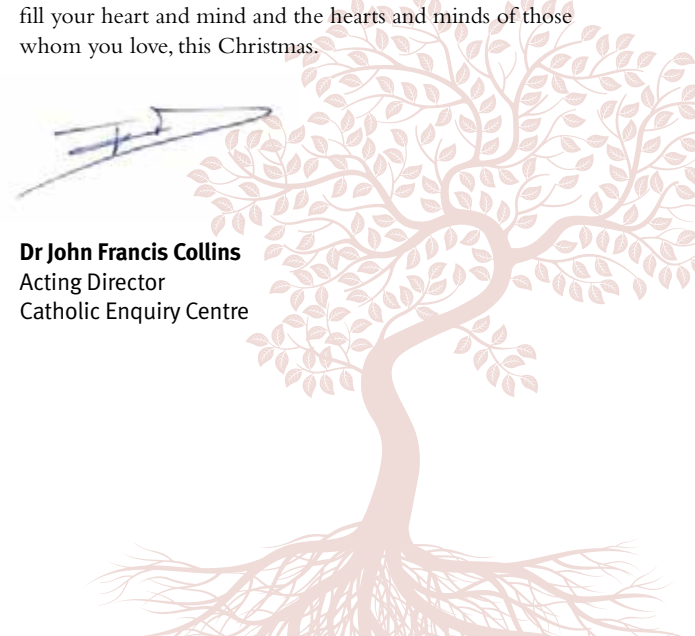 fill your heart and mind and the hearts and minds of those
whom you love, this Christmas.
Dr John Francis Collins
Acting Director
Catholic Enquiry Centre